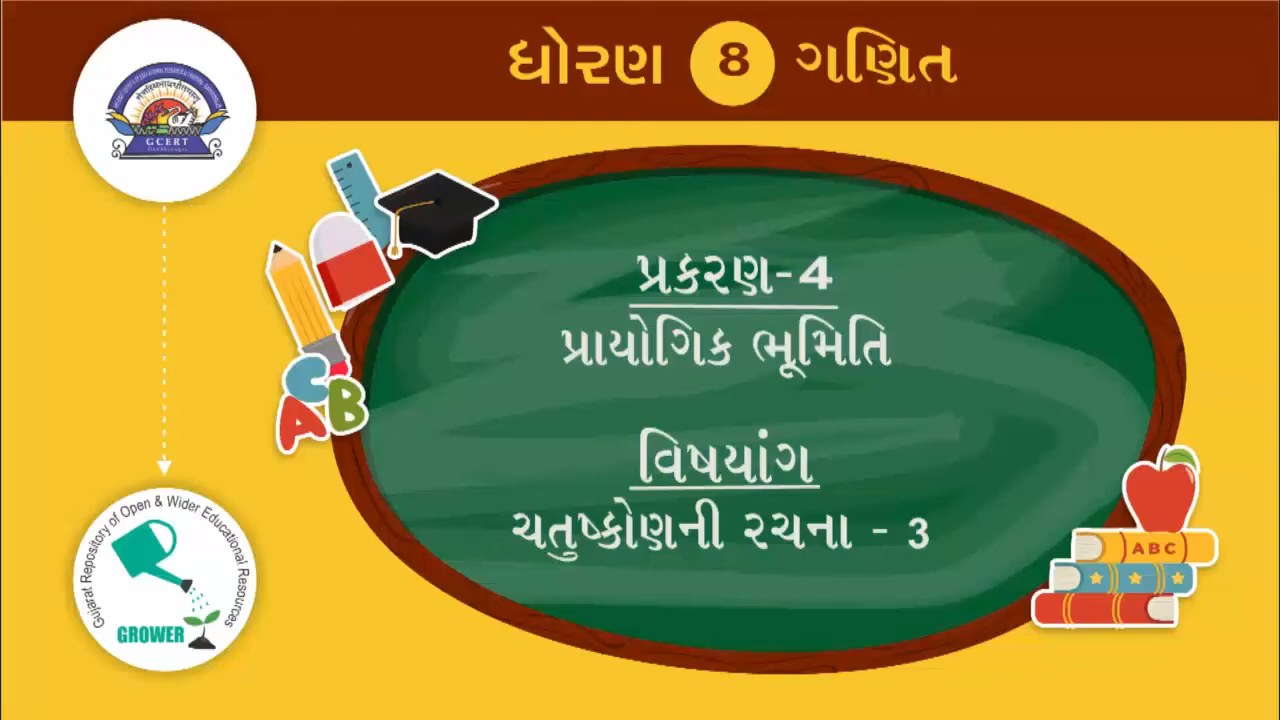 ધોરણ 8 ગણિત
GCERT
પ્રકરણ-4
પ્રાયોગિક ભૂમિતિ
વિષયાંગ
ચતુષ્કોણની રચના - 3
C
A B
ABC
Gujarat Repository of Open & Wider Educational Resources
GROWER